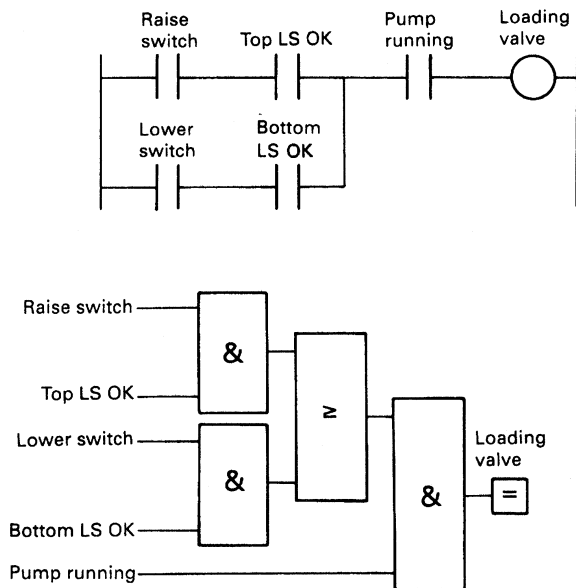 Raise switch
Top LS OK
Pump running
Loading valve
Lower switch
Bottom LS OK
Raise switch
&
Top LS OK
≥
Lower switch
&
Bottom LS OK
&
Loading valve
=
Pump running